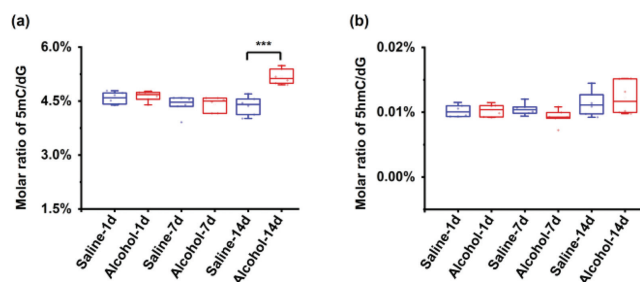 (a)
Molar ratio of 5mC/dG
6.0%
4.5%
3.0%
1.5%
***
Saline-1d
Alcohol-1d
Saline-7d
Alcohol-7d
Saline-14d
Alcohol-14d
(b)
Molar ratio of 5hmC/dG
0.02%
0.01%
0.00%
Saline-1d
Alcohol-1d
Saline-7d
Alcohol-7d
Saline-14d
Alcohol-14d